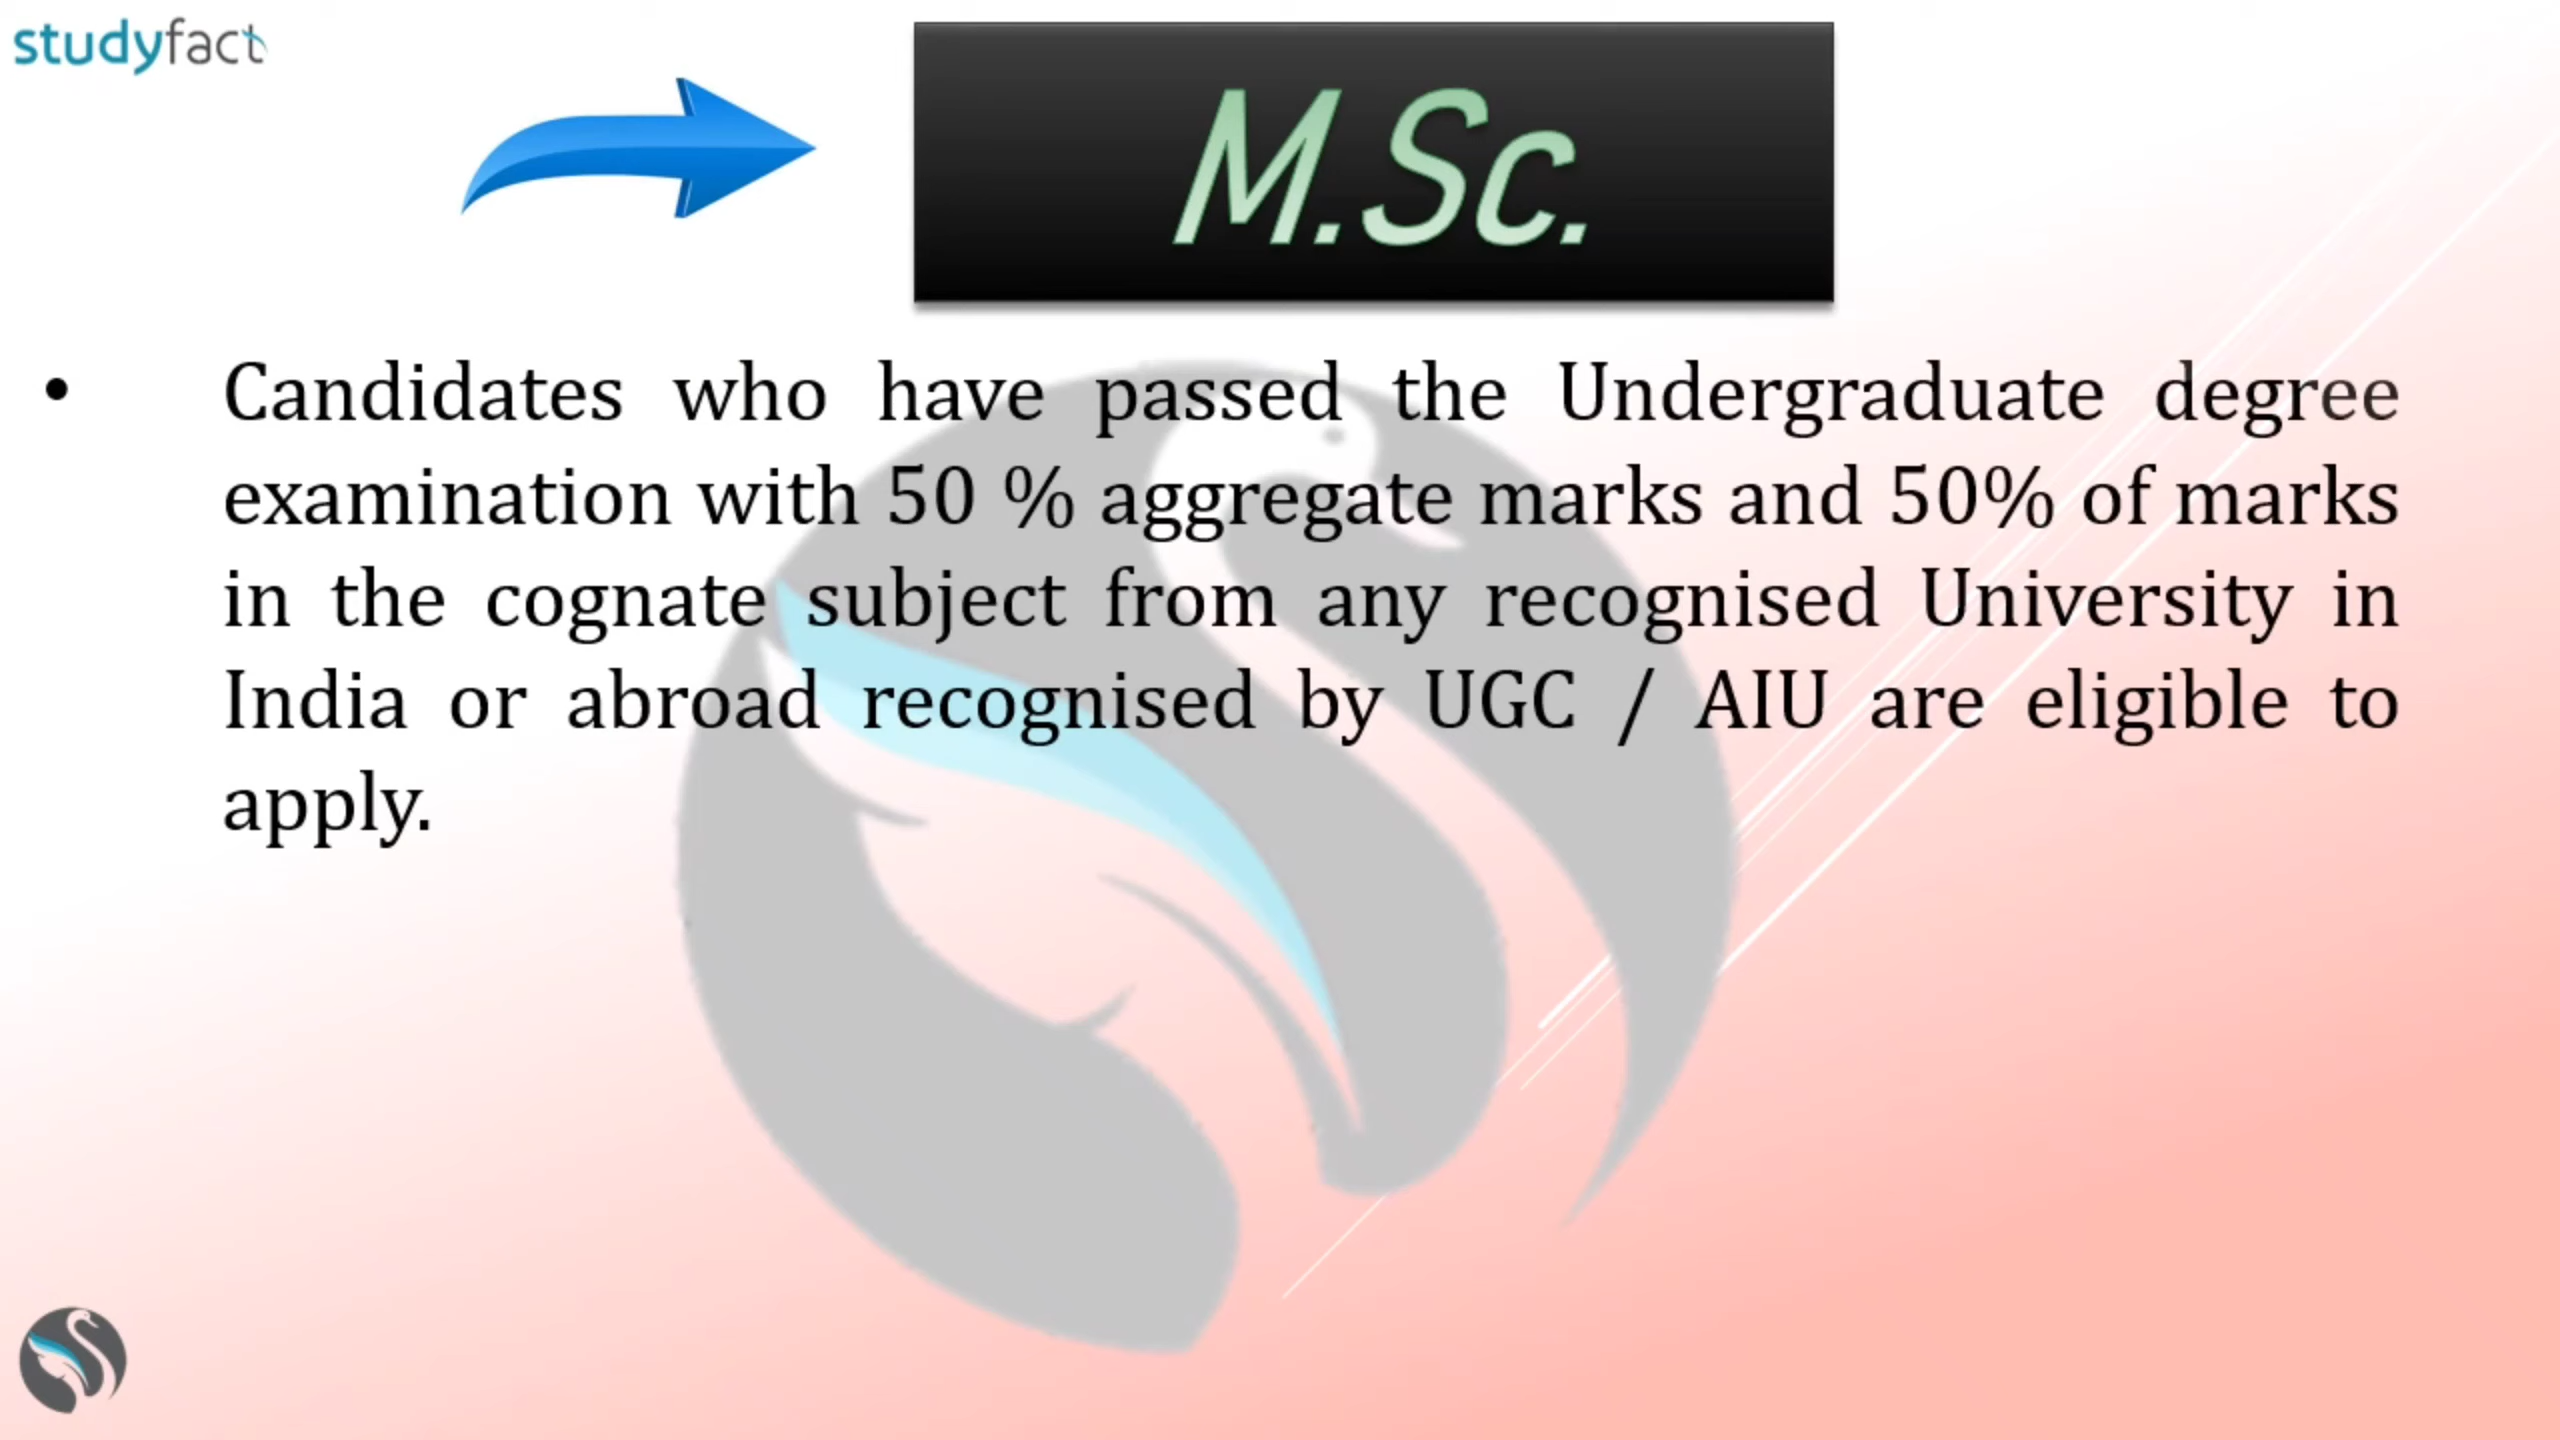 studyfact
M.Sc.
• Candidates who have passed the Undergraduate degree
examination with 50 % aggregate marks and 50% of marks
in the cognate subject from any recognised University in
India or abroad recognised by UGC / AIU are eligible to
apply.